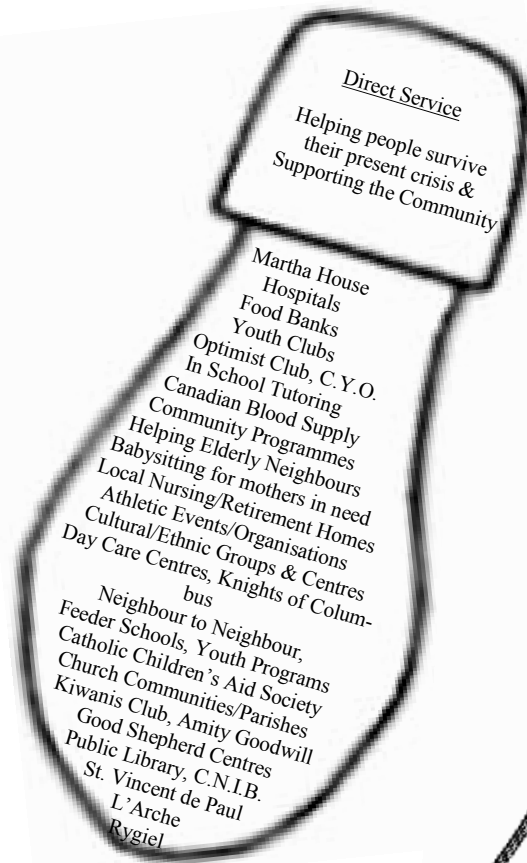 Direct Service
Helping people survive
their present crisis &
Supporting the Community
Martha House
Hospitals
Food Banks
Youth Clubs
Optimist Club, C.Y.O.
In School Tutoring
Canadian Blood Supply
Community Programmes
Helping Elderly Neighbours
Babysitting for mothers in need
Local Nursing/Retirement Homes
Athletic Events/Organisations
Cultural/Ethnic Groups & Centres
Day Care Centres, Knights of Colum-
bus
Neighbour to Neighbour,
Feeder Schools, Youth Programs
Catholic Children's Aid Society
Church Communities/Parishes
Kiwanis Club, Amity Goodwill
Good Shepherd Centres
Public Library, C.N.I.B.
St. Vincent de Paul
L'Arche
Rygiel